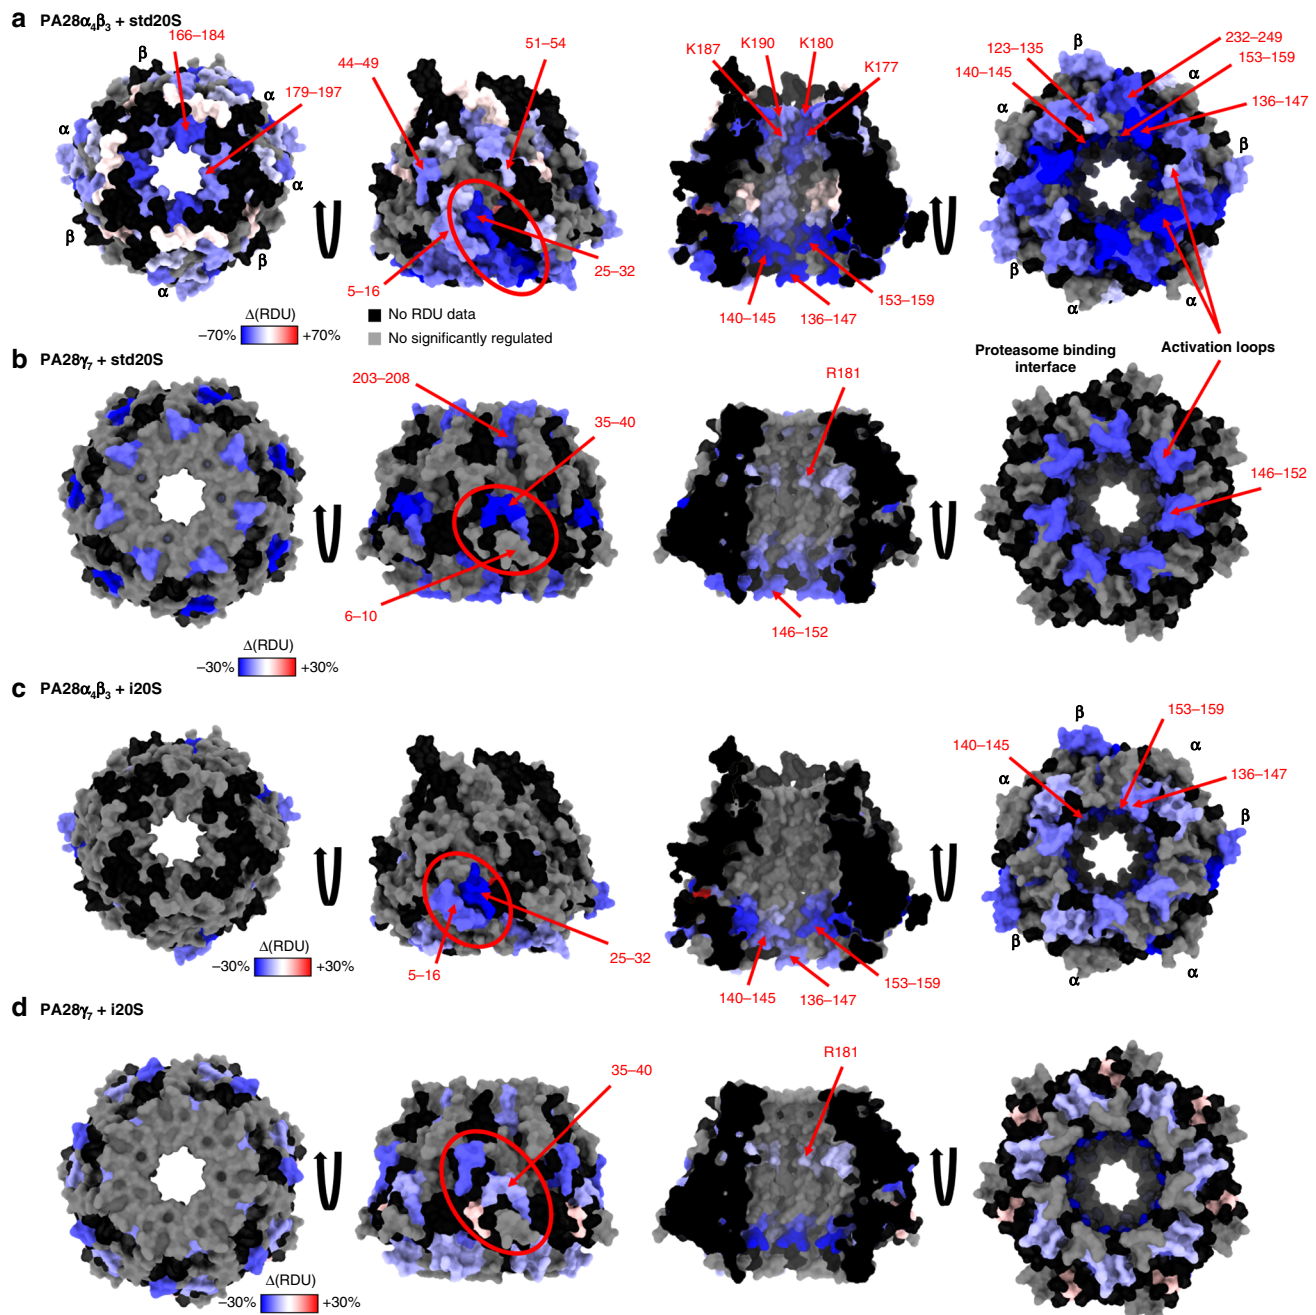 a PA28α4β3 + std20S
166–184
β
α
179–197
α
α
β
β
α
44–49
51–54
5–16
25–32
K187
K190
K180
K177
140–145
136–147
153–159
β
123–135
140–145
232–249
153–159
136–147
α
α
β
β
α
α
Δ(RDU)
–70%
+70%
No RDU data
No significantly regulated
Proteasome binding
interface
Activation loops
b PA28γ7 + std20S
203–208
35–40
6–10
R181
146–152
146–152
Δ(RDU)
–30%
+30%
c PA28α4β3 + i20S
5–16
25–32
140–145
136–147
153–159
β
153–159
140–145
α
136–147
α
β
β
α
α
Δ(RDU)
–30%
+30%
d PA28γ7 + i20S
35–40
R181
Δ(RDU)
–30%
+30%